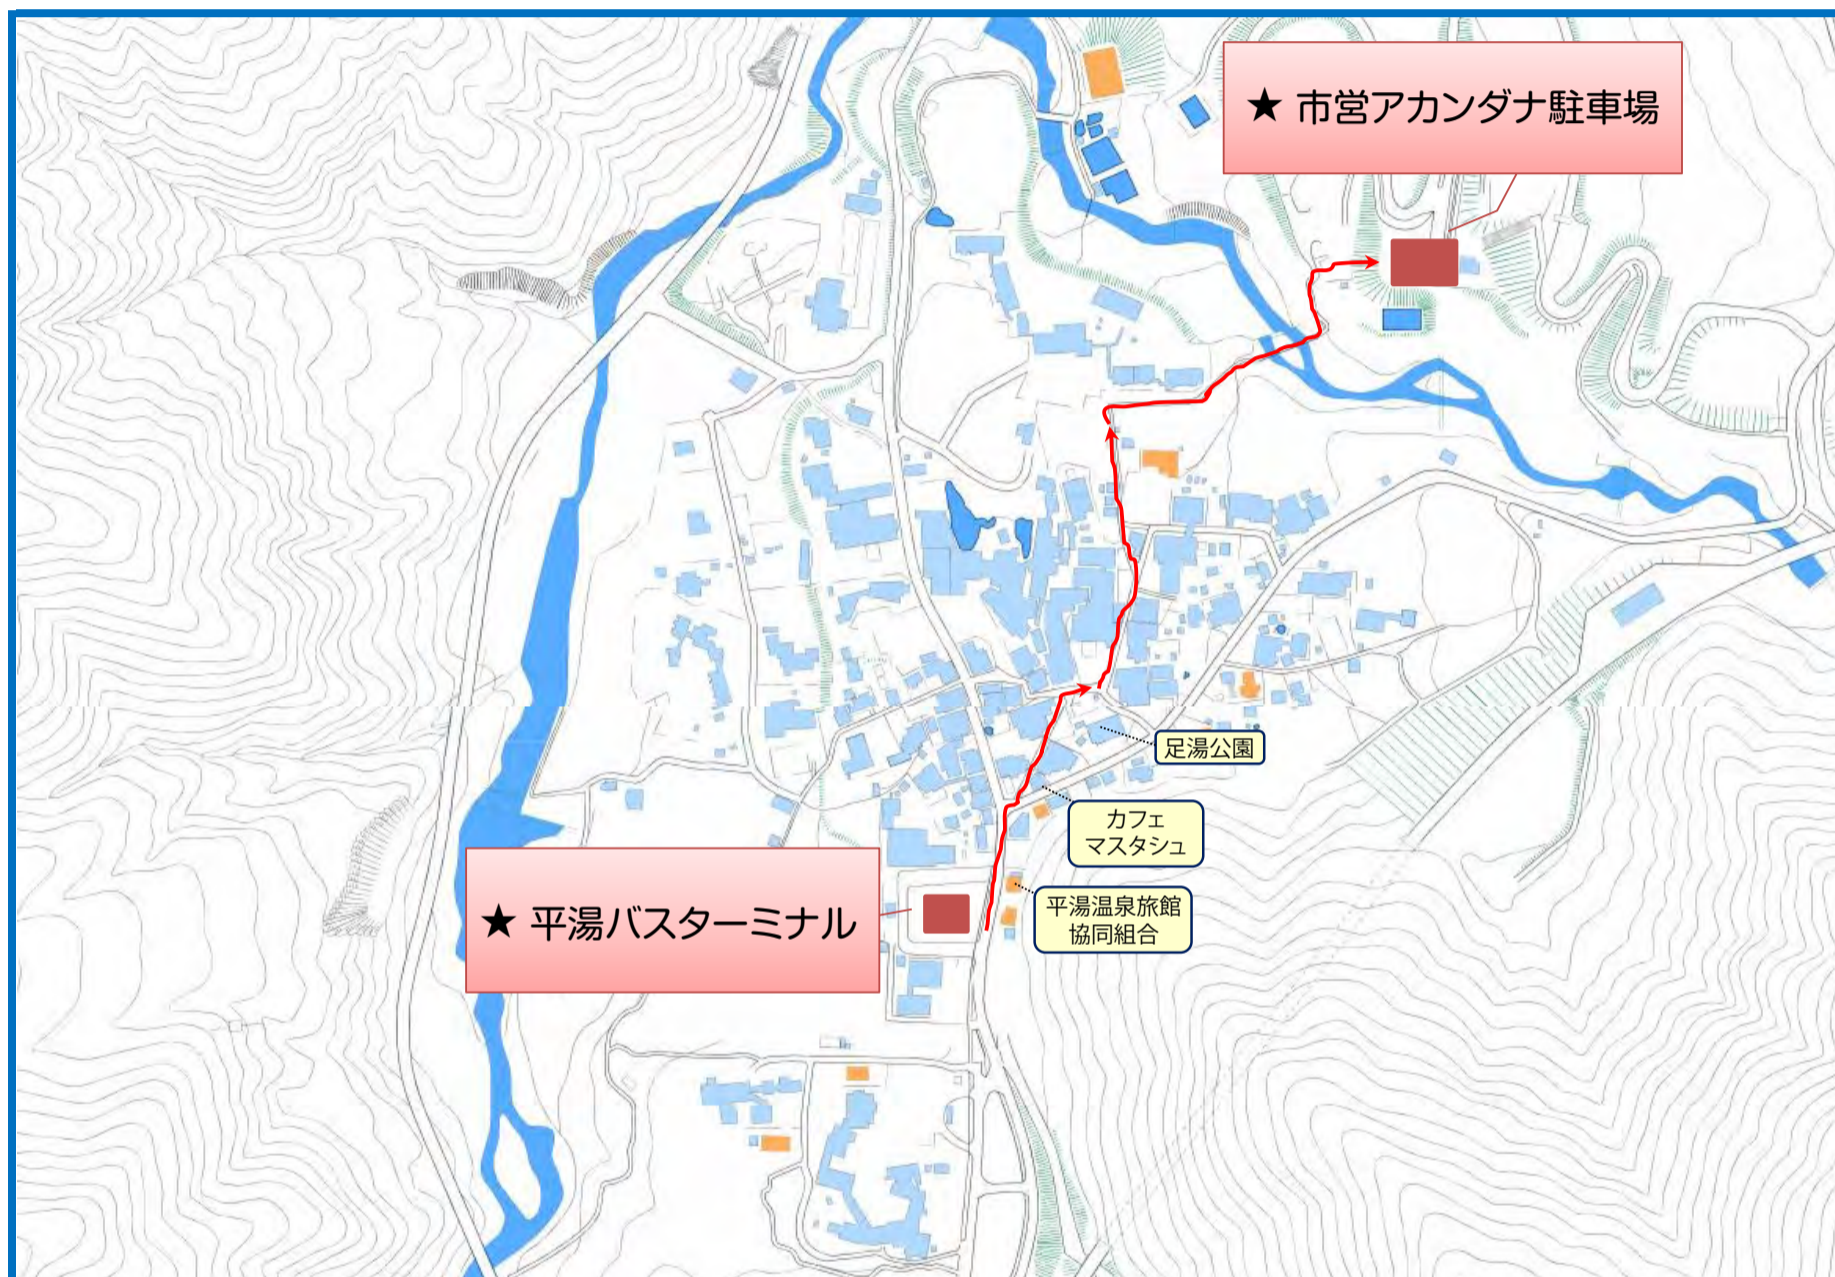 ★ 市営アカンダナ駐車場
足湯公園
カフェ
マスタシュ
★ 平湯バスターミナル
平湯温泉旅館
協同組合